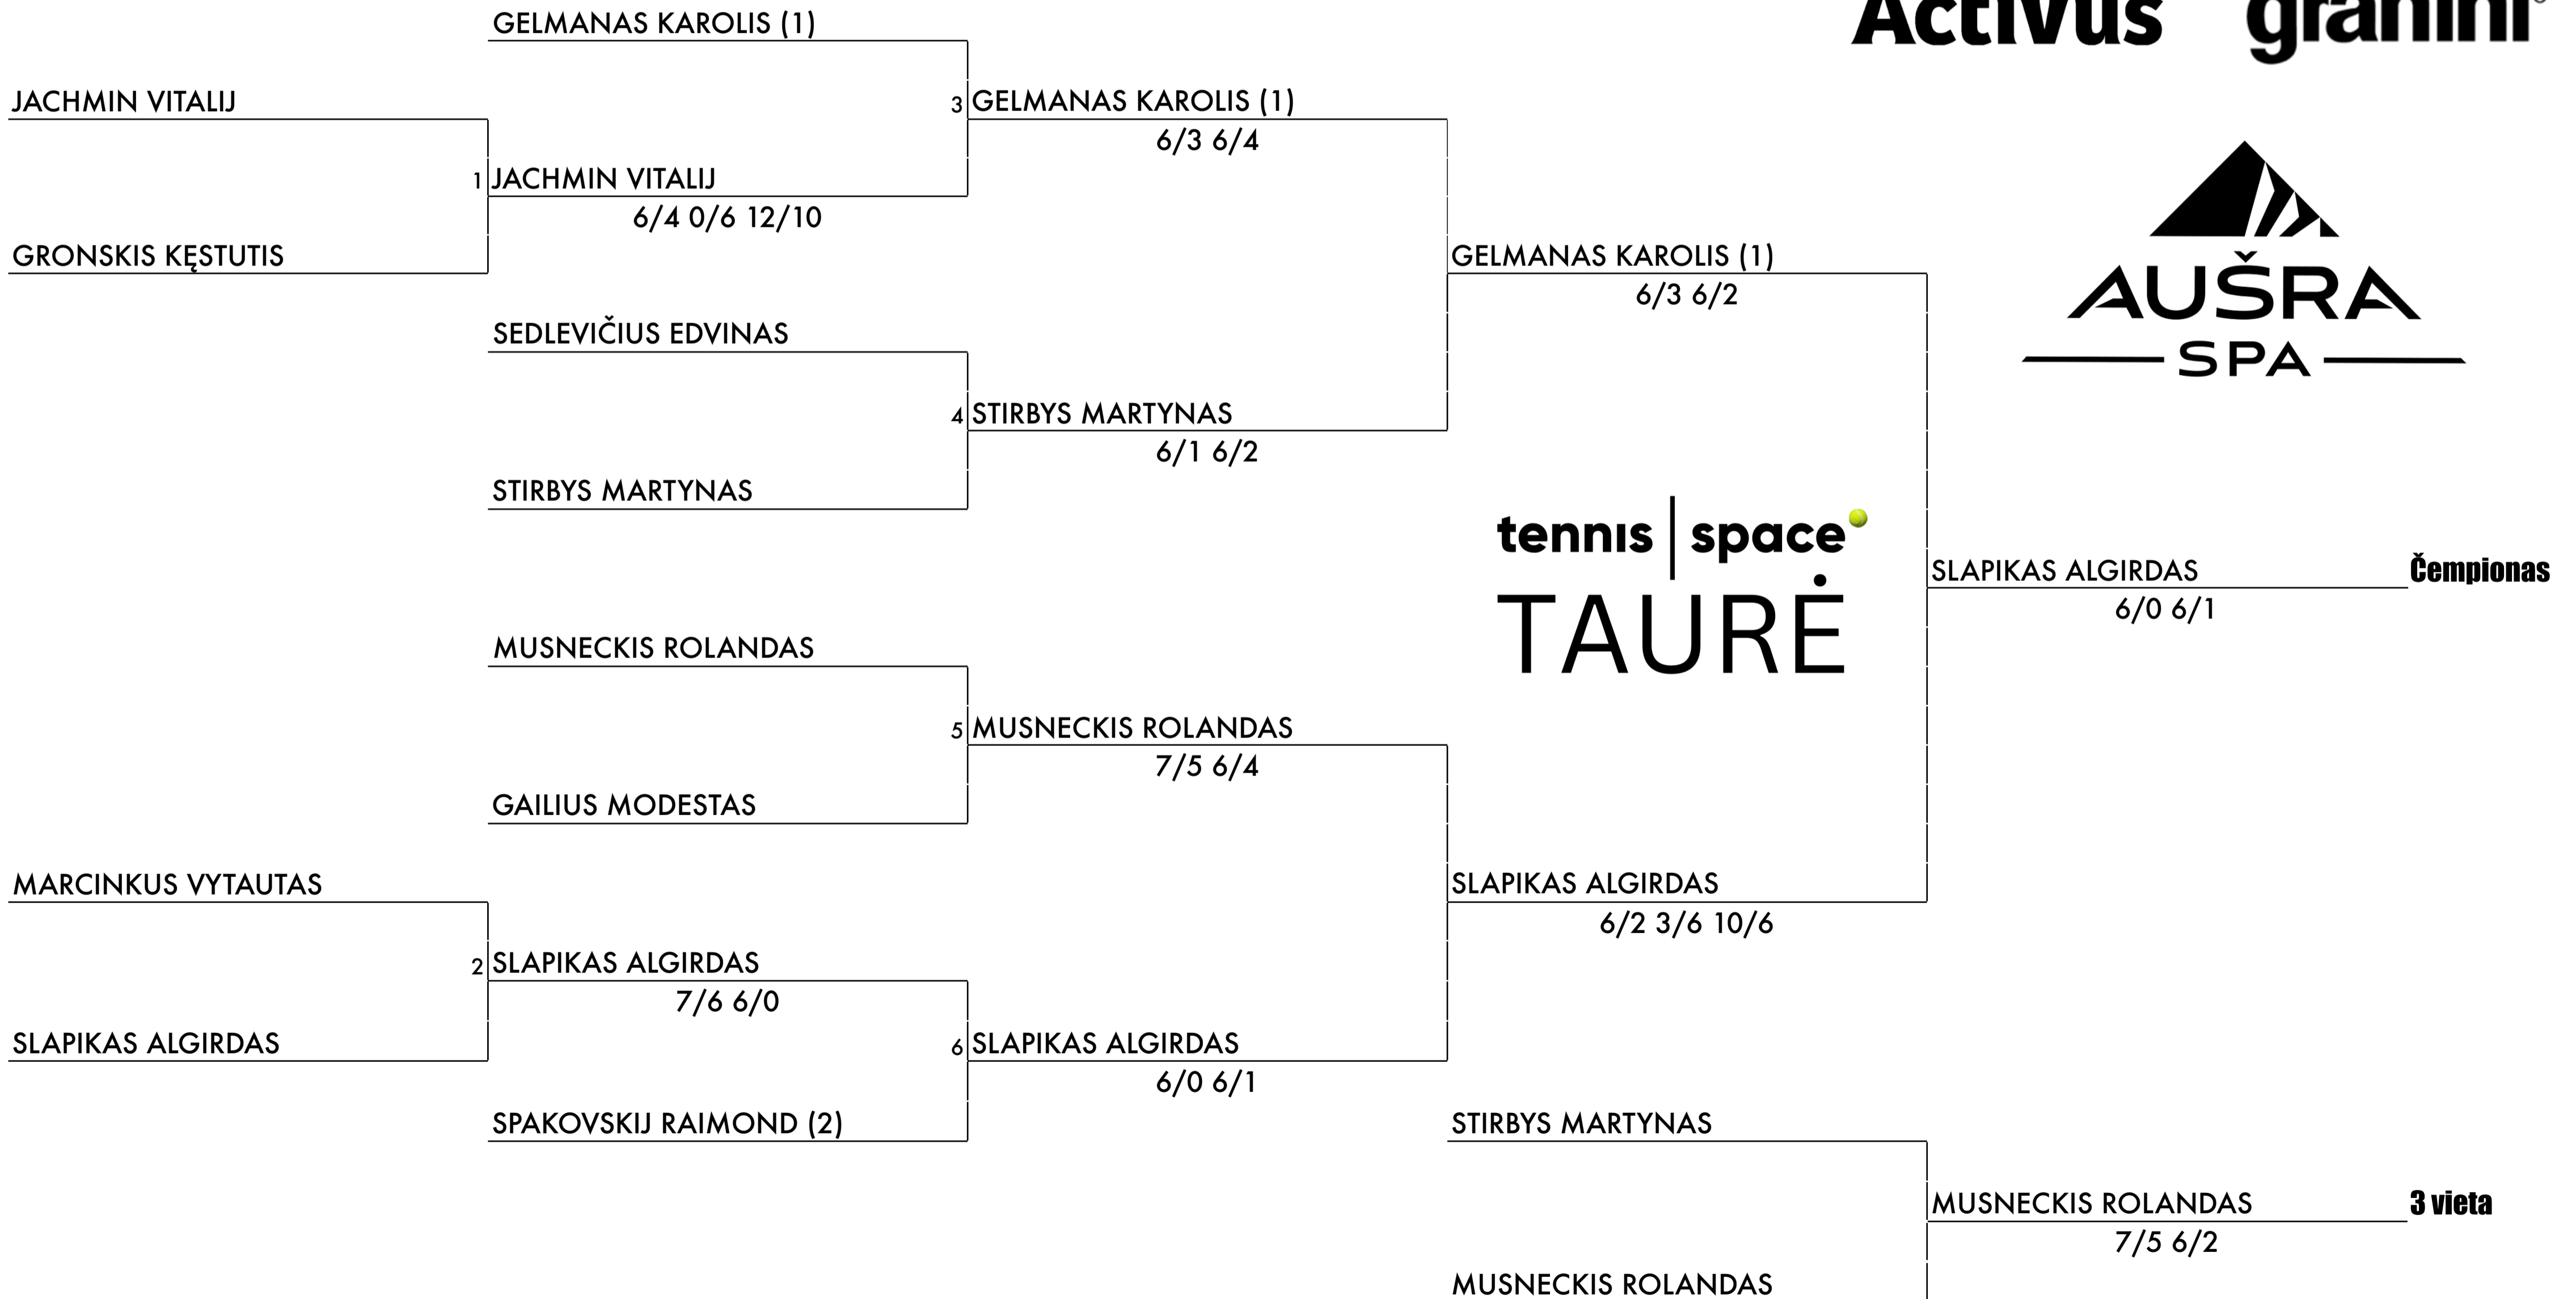 Activus granini
GELMANAS KAROLIS (1)
JACHMIN VITALIJ
3 GELMANAS KAROLIS (1)
6/3 6/4
1 JACHMIN VITALIJ
6/4 0/6 12/10
GRONSKIS KĘSTUTIS
GELMANAS KAROLIS (1)
6/3 6/2
AUŠRA
SPA
SEDLEVIČIUS EDVINAS
4 STIRBYS MARTYNAS
6/1 6/2
STIRBYS MARTYNAS
tennis | space
TAURĖ
SLAPIKAS ALGIRDAS Čempionas
6/0 6/1
MUSNECKIS ROLANDAS
5 MUSNECKIS ROLANDAS
7/5 6/4
GAILIUS MODESTAS
MARCINKUS VYTAUTAS
SLAPIKAS ALGIRDAS
6/2 3/6 10/6
2 SLAPIKAS ALGIRDAS
7/6 6/0
SLAPIKAS ALGIRDAS
6 SLAPIKAS ALGIRDAS
6/0 6/1
SPAKOVSKIJ RAIMOND (2)
STIRBYS MARTYNAS
MUSNECKIS ROLANDAS 3 vieta
7/5 6/2
MUSNECKIS ROLANDAS